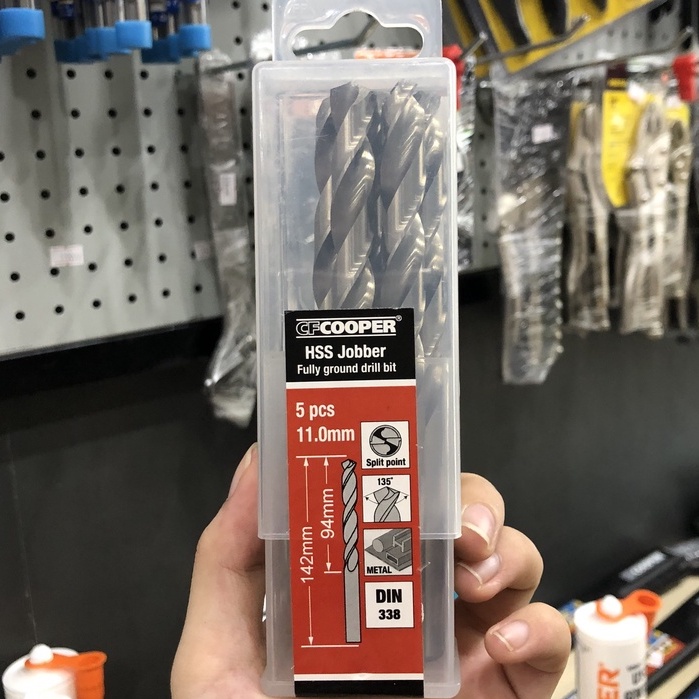 CFCOOPER®
HSS Jobber
Fully ground drill bit
5 pcs
11.0mm
Split point
135°
94mm
142mm
METAL
DIN
338
COOPER